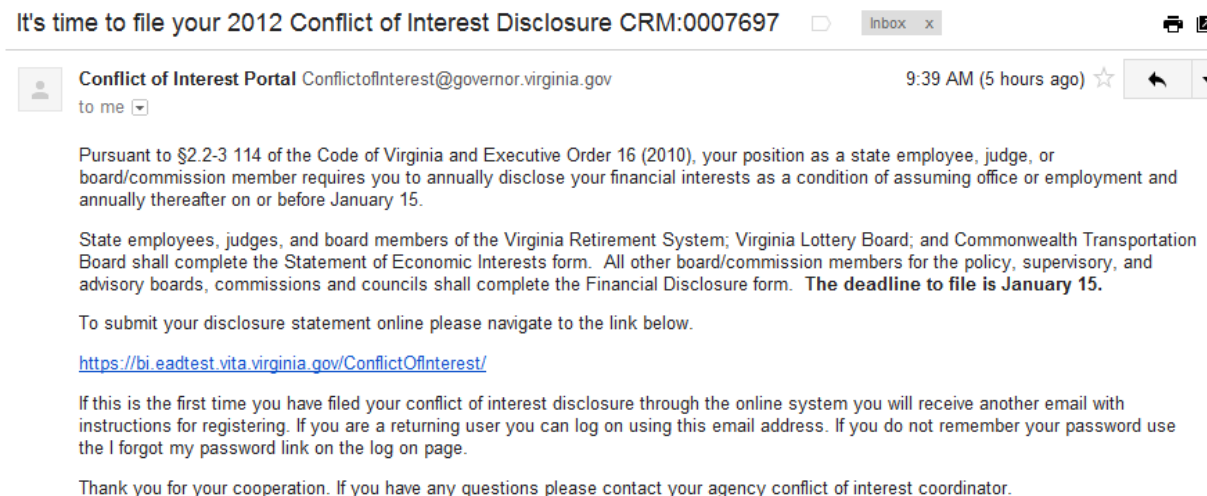 It's time to file your 2012 Conflict of Interest Disclosure CRM:0007697 Inbox x
Conflict of Interest Portal ConflictofInterest@governor.virginia.gov 9:39 AM (5 hours ago)
to me
Pursuant to §2.2-3 114 of the Code of Virginia and Executive Order 16 (2010), your position as a state employee, judge, or
board/commission member requires you to annually disclose your financial interests as a condition of assuming office or employment and
annually thereafter on or before January 15.
State employees, judges, and board members of the Virginia Retirement System; Virginia Lottery Board; and Commonwealth Transportation
Board shall complete the Statement of Economic Interests form. All other board/commission members for the policy, supervisory, and
advisory boards, commissions and councils shall complete the Financial Disclosure form. The deadline to file is January 15.
To submit your disclosure statement online please navigate to the link below.
https://bi.eadtest.vita.virginia.gov/ConflictOfInterest/
If this is the first time you have filed your conflict of interest disclosure through the online system you will receive another email with
instructions for registering. If you are a returning user you can log on using this email address. If you do not remember your password use
the I forgot my password link on the log on page.
Thank you for your cooperation. If you have any questions please contact your agency conflict of interest coordinator.